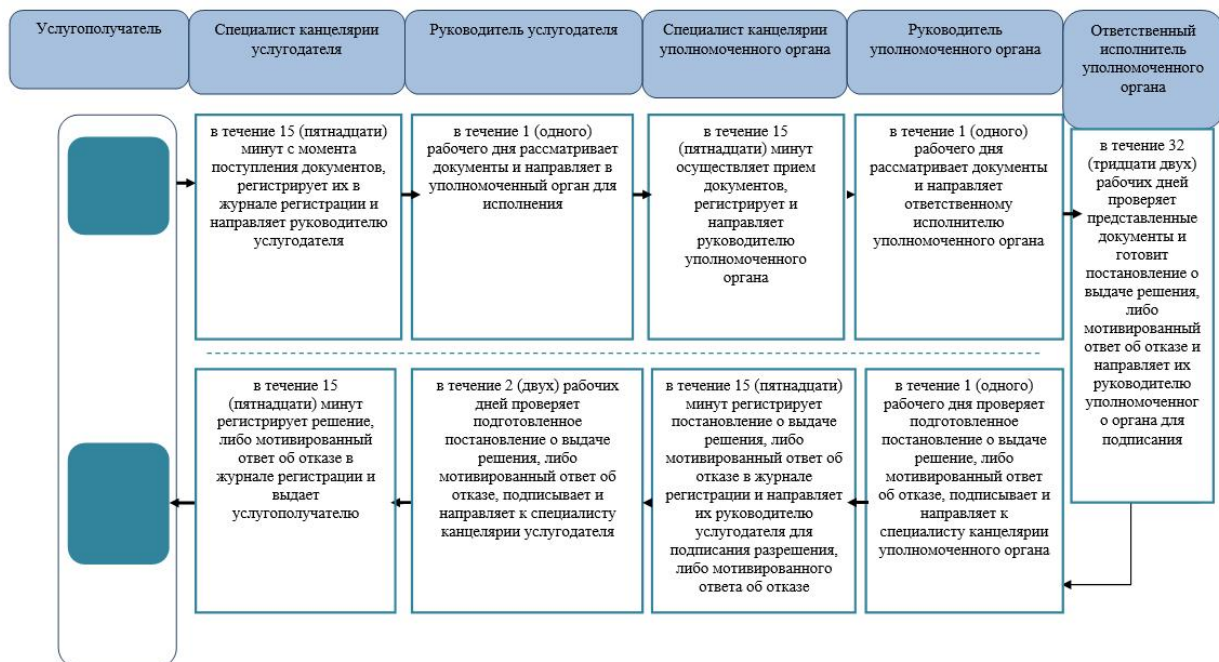 Услугополучатель
Специалист канцелярии
услугодателя
Руководитель услугодателя
Специалист канцелярии
уполномоченного органа
Руководитель
уполномоченного органа
Ответственный
исполнитель
уполномоченного
органа
в течение 15 (пятнадцати)
минут с момента
поступления документов,
регистрирует их в
журнале регистрации и
направляет руководителю
услугодателя
в течение 1 (одного)
рабочего дня рассматривает
документы и направляет в
уполномоченный орган для
исполнения
в течение 15
(пятнадцати) минут
осуществляет прием
документов,
регистрирует и
направляет
руководителю
уполномоченного
органа
в течение 1 (одного)
рабочего дня
рассматривает документы
и направляет
ответственному
исполнителю
уполномоченного органа
в течение 32
(тридцати двух)
рабочих дней
проверяет
представленные
документы и
готовит
постановление о
выдаче решения,
либо
мотивированный
ответ об отказе и
направляет их
руководителю
уполномоченног
о органа для
подписания
в течение 15
(пятнадцати) минут
регистрирует решение,
либо мотивированный
ответ об отказе в
журнале регистрации и
выдает
услугополучателю
в течение 2 (двух) рабочих
дней проверяет
подготовленное
постановление о выдаче
решения, либо
мотивированный ответ об
отказе, подписывает и
направляет к специалисту
канцелярии услугодателя
в течение 15 (пятнадцати)
минут регистрирует
постановление о выдаче
решения, либо
мотивированный ответ об
отказе в журнале
регистрации и направляет
их руководителю
услугодателя для
подписания разрешения,
либо мотивированного
ответа об отказе
в течение 1 (одного)
рабочего дня проверяет
подготовленное
постановление о выдаче
решение, либо
мотивированный ответ
об отказе, подписывает и
направляет к
специалисту канцелярии
уполномоченного органа